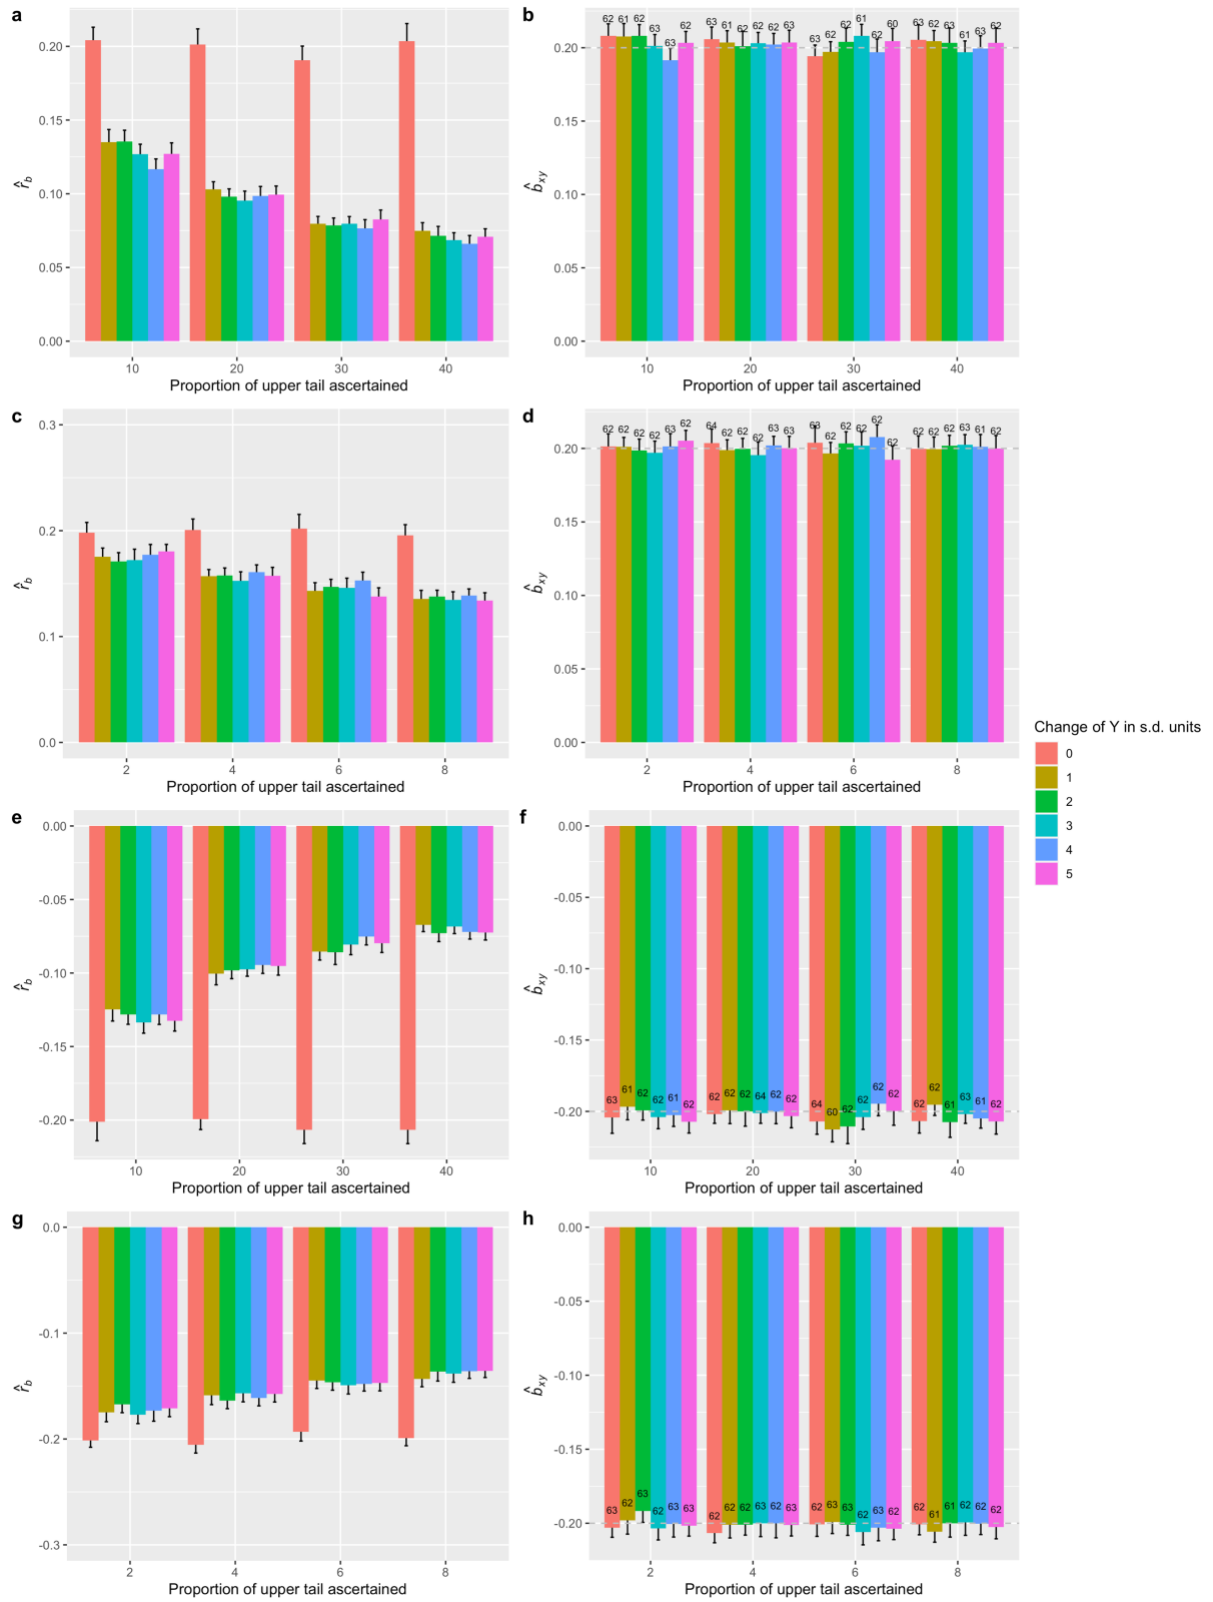 a
0.20
0.15
0.10
0.05
0.00
r̂b
10 20 30 40
Proportion of upper tail ascertained
b
62 61 62 63 63 62 63 61 62 62 62 63 63 62 62 61 62 60 63 62 63 61 63 62
0.20
0.15
0.10
0.05
0.00
b̂xy
10 20 30 40
Proportion of upper tail ascertained
c
0.3
0.2
0.1
0.0
r̂b
2 4 6 8
Proportion of upper tail ascertained
d
62 62 62 62 63 62 64 62 62 62 63 63 63 62 62 62 62 62 62 62 62 63 61 62
0.20
0.15
0.10
0.05
0.00
b̂xy
2 4 6 8
Proportion of upper tail ascertained
Change of Y in s.d. units
0
1
2
3
4
5
e
0.00
-0.05
-0.10
-0.15
-0.20
r̂b
10 20 30 40
Proportion of upper tail ascertained
f
0.00
-0.05
-0.10
-0.15
-0.20
b̂xy
63 61 62 62 61 62 62 62 62 64 62 62 64 60 62 62 62 62 62 62 61 63 61 62
10 20 30 40
Proportion of upper tail ascertained
g
0.0
-0.1
-0.2
-0.3
r̂b
2 4 6 8
Proportion of upper tail ascertained
h
0.00
-0.05
-0.10
-0.15
-0.20
b̂xy
63 62 63 62 63 63 62 62 62 63 62 63 62 63 63 62 63 62 62 61 62 62 62 62
2 4 6 8
Proportion of upper tail ascertained